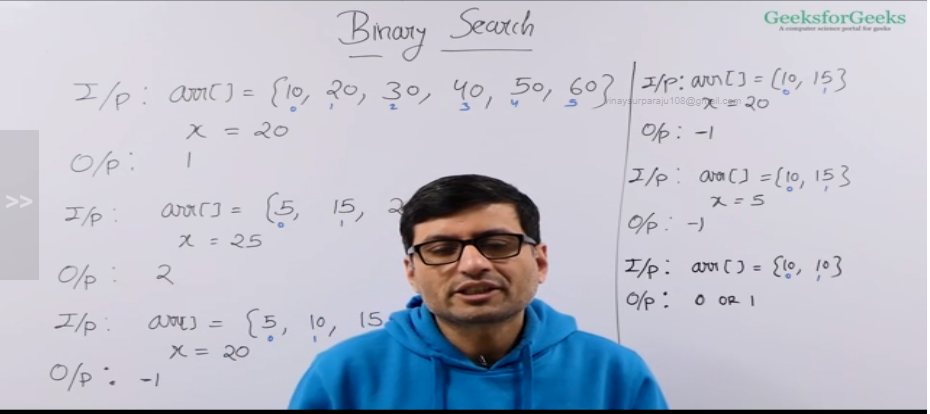 Binary Search
GeeksforGeeks
A computer science portal for geeks
I/p: arr[] = {10, 20, 30, 40, 50, 60}
0 1 2 3 4 5
x = 20
O/p: 1
I/p: arr[] = {5, 15, 2
0 1
x = 25
O/p: 2
I/p: arr[] = {5, 10, 15
0 1
x = 20
O/p: -1
I/p: arr[] = {10, 15}
0 1
x = 20
O/p: -1
I/p: arr[] = {10, 15}
0 1
x = 5
O/p: -1
I/p: arr[] = {10, 10}
0 1
O/p: 0 OR 1
>>